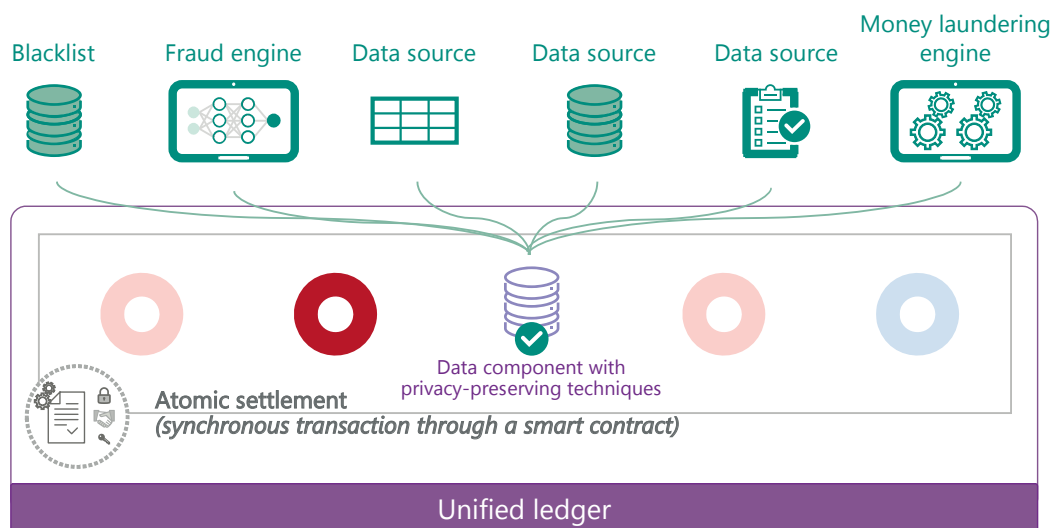 Blacklist
Fraud engine
Data source
Data source
Data source
Money laundering
engine
Data component with
privacy-preserving techniques
Atomic settlement
(synchronous transaction through a smart contract)
Unified ledger